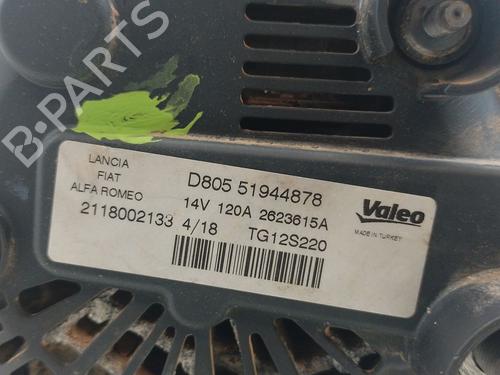 B-PARTS
LANCIA
FIAT
ALFA ROMEO
D805 51944878
14V 120A 2623615A
2118002133 4/18 TG12S220
Valeo
MADE IN TURKEY